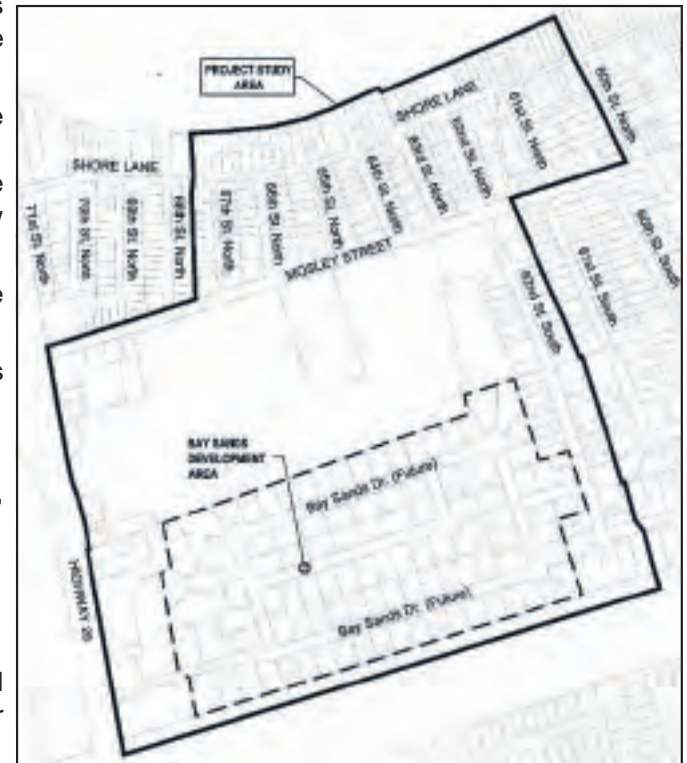 PROJECT STUDY
AREA
SHORE LANE
60th St. North
61st St. North
62nd St. North
63rd St. North
64th St. North
65th St. North
66th St. North
67th St. North
68th St. North
SHORE LANE
69th St. North
70th St. North
71st St. North
MOSLEY STREET
60th St. South
61st St. South
62nd St. South
BAY SANDS
DEVELOPMENT
AREA
Bay Sands Dr. (Future)
Bay Sands Dr. (Future)
HIGHWAY 26